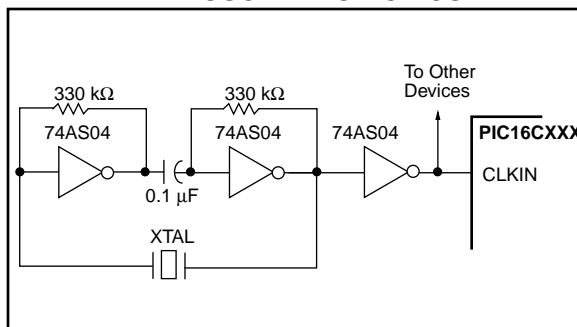 330 kΩ
330 kΩ
To Other
Devices
74AS04
74AS04
74AS04
PIC16CXXX
CLKIN
0.1 µF
XTAL